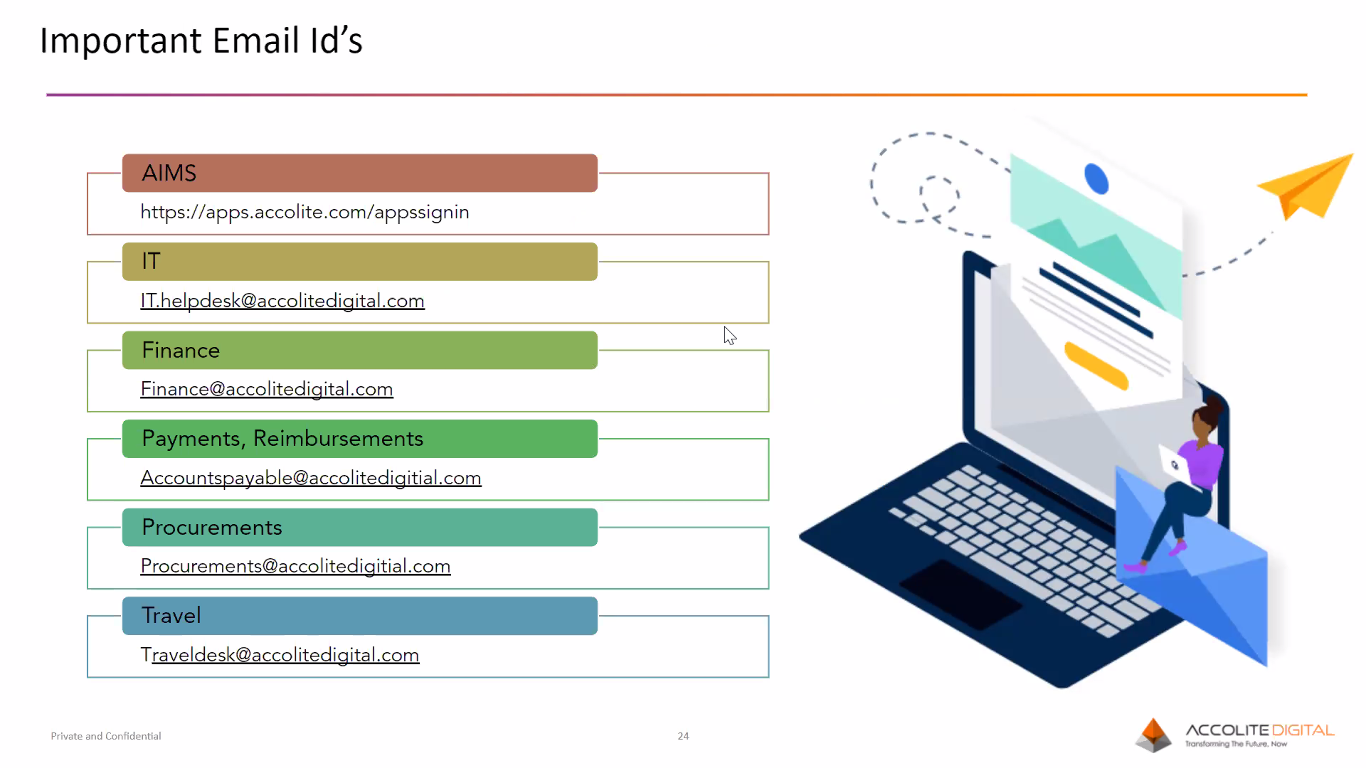 Important Email Id’s
AIMS
https://apps.accolite.com/appssignin
IT
IT.helpdesk@accolitedigital.com
Finance
Finance@accolitedigital.com
Payments, Reimbursements
Accountspayable@accolitedigitial.com
Procurements
Procurements@accolitedigitial.com
Travel
Traveldesk@accolitedigital.com
Private and Confidential
24
ACCOLITE DIGITAL
Transforming The Future, Now